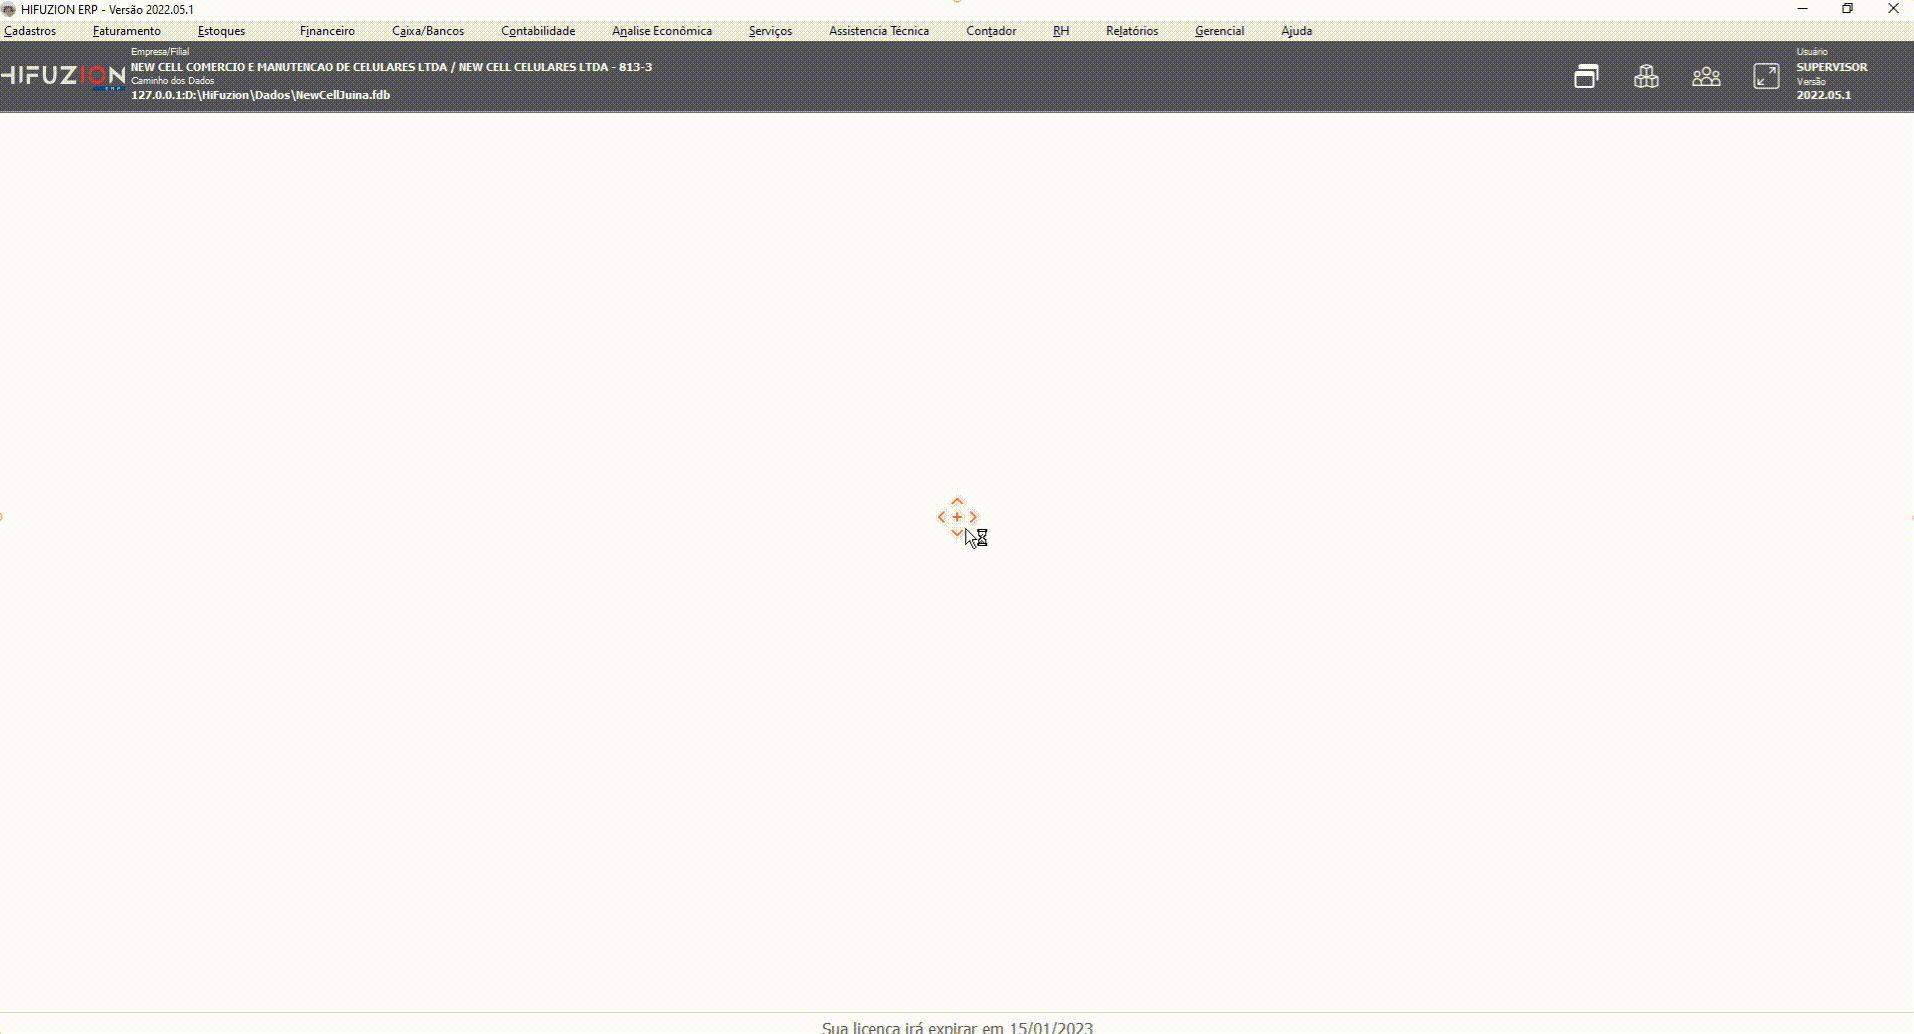 HIFUZION ERP - Versão 2022.05.1
Cadastros Faturamento Estoques Financeiro Caixa/Bancos Contabilidade Analise Econômica Serviços Assistencia Técnica Contador RH Relatórios Gerencial Ajuda
Empresa/Filial
NEW CELL COMERCIO E MANUTENCAO DE CELULARES LTDA / NEW CELL CELULARES LTDA - 813-3
Caminho dos Dados
127.0.0.1:D:\HiFuzion\Dados\NewCellJuina.fdb
HIFUZION
ERP
Usuário
SUPERVISOR
Versão
2022.05.1
Sua licença irá expirar em 15/01/2023